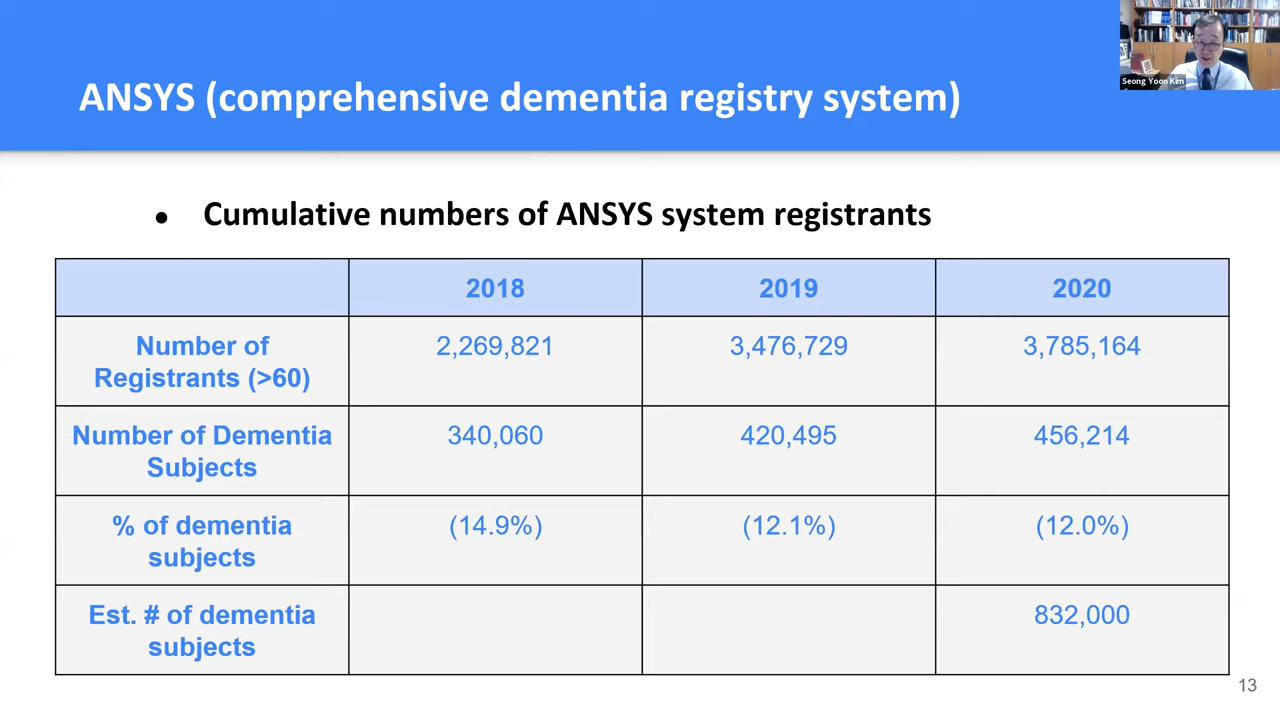 ANSYS (comprehensive dementia registry system)
Seong Yoon Kim
● Cumulative numbers of ANSYS system registrants
2018 2019 2020
Number of Registrants (>60) 2,269,821 3,476,729 3,785,164
Number of Dementia Subjects 340,060 420,495 456,214
% of dementia subjects (14.9%) (12.1%) (12.0%)
Est. # of dementia subjects 832,000
13